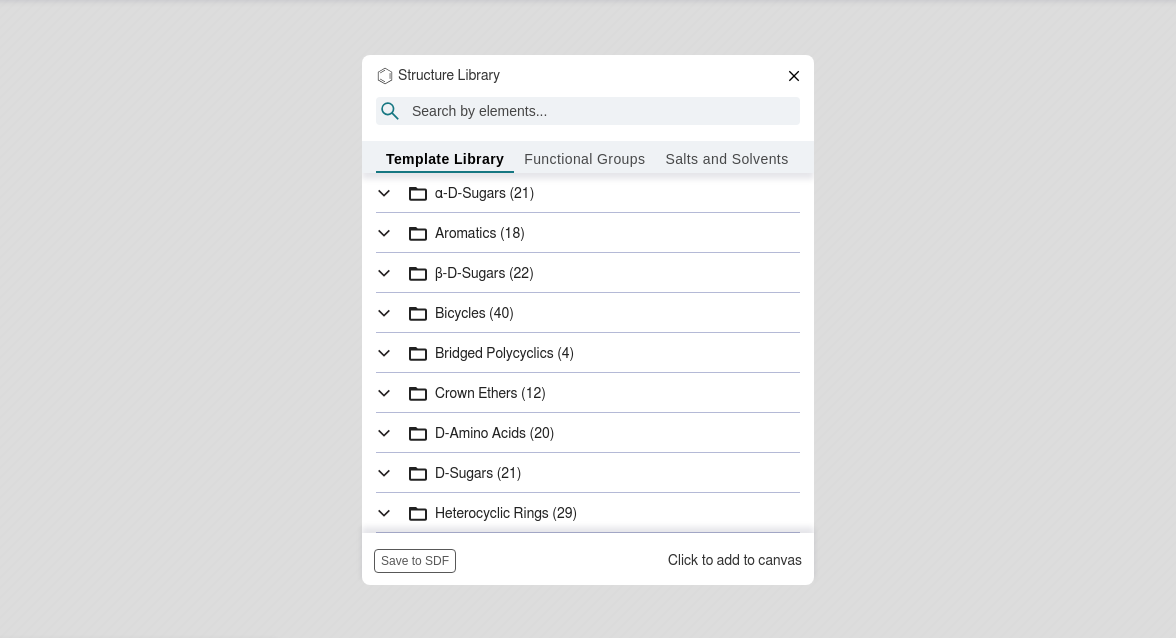 Structure Library
Search by elements...
Template Library Functional Groups Salts and Solvents
α-D-Sugars (21)
Aromatics (18)
β-D-Sugars (22)
Bicycles (40)
Bridged Polycyclics (4)
Crown Ethers (12)
D-Amino Acids (20)
D-Sugars (21)
Heterocyclic Rings (29)
Save to SDF Click to add to canvas